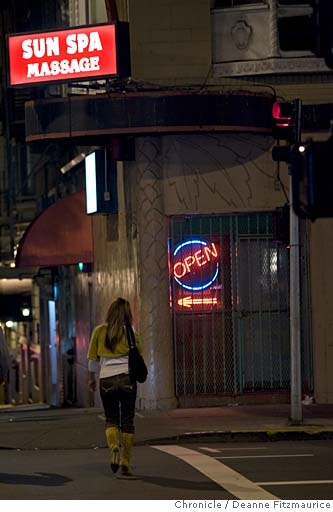 SUN SPA
MASSAGE
OPEN
Chronicle / Deanne Fitzmaurice